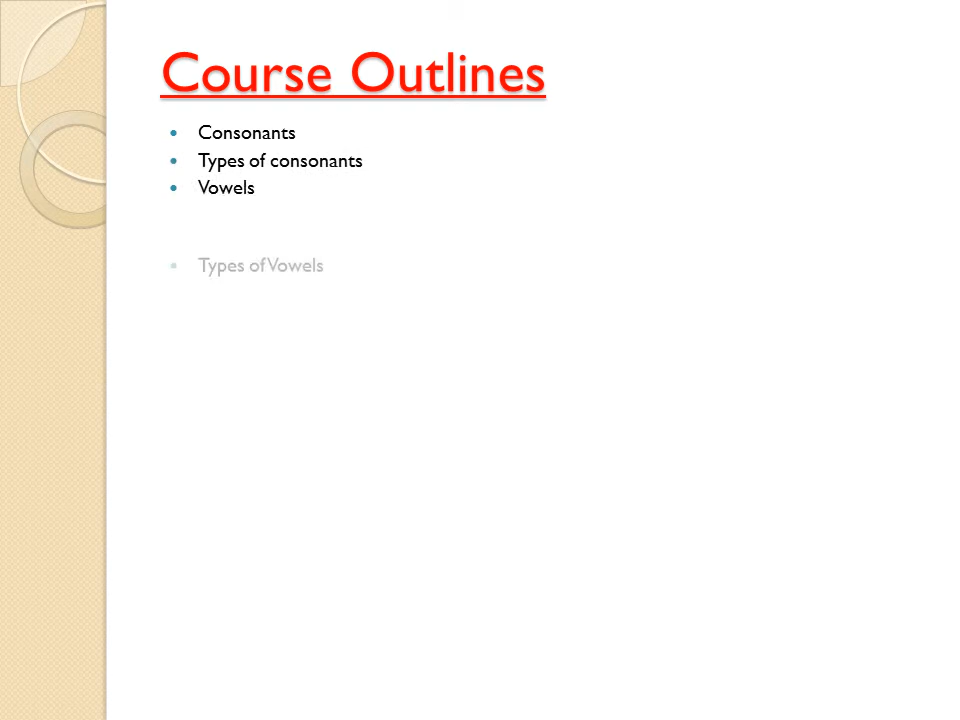 Course Outlines
• Consonants
• Types of consonants
• Vowels
• Types of Vowels